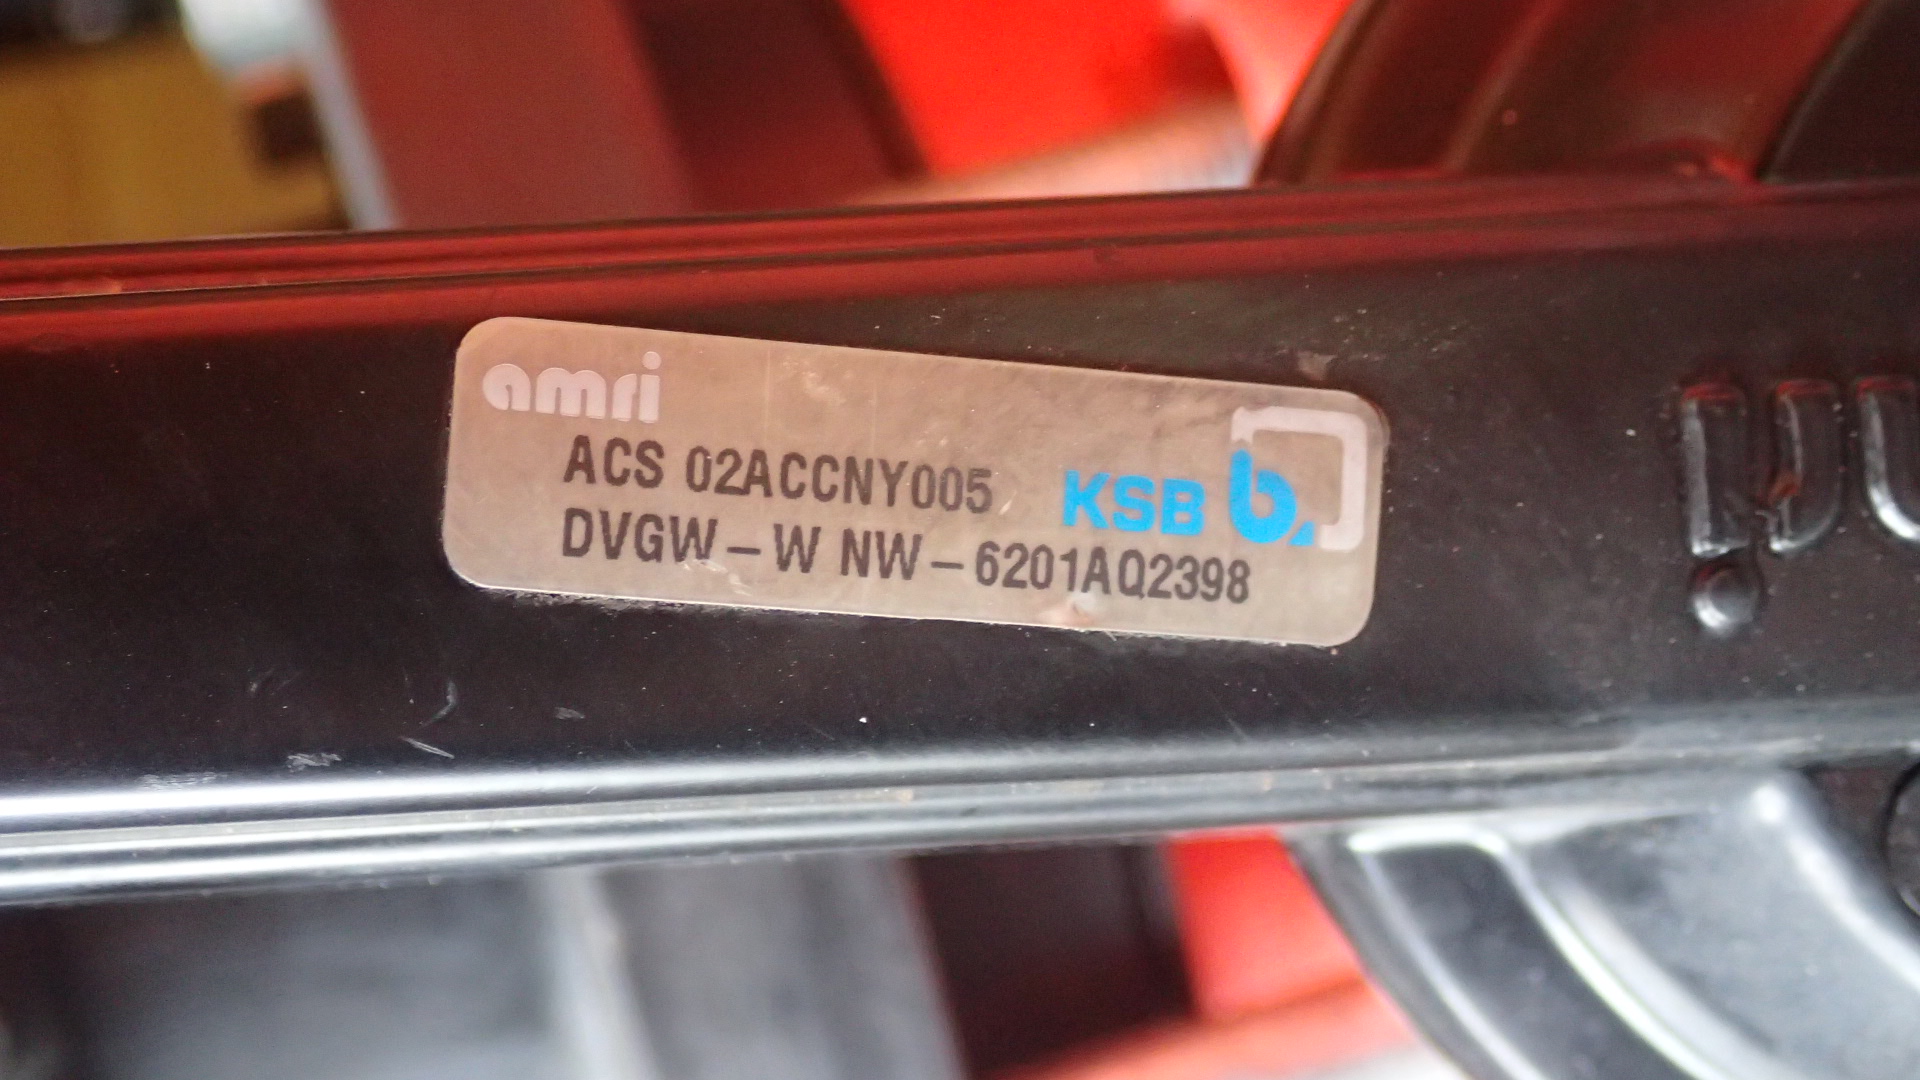 amri
ACS 02ACCNY005
KSB b.
DVGW – W NW – 6201AQ2398